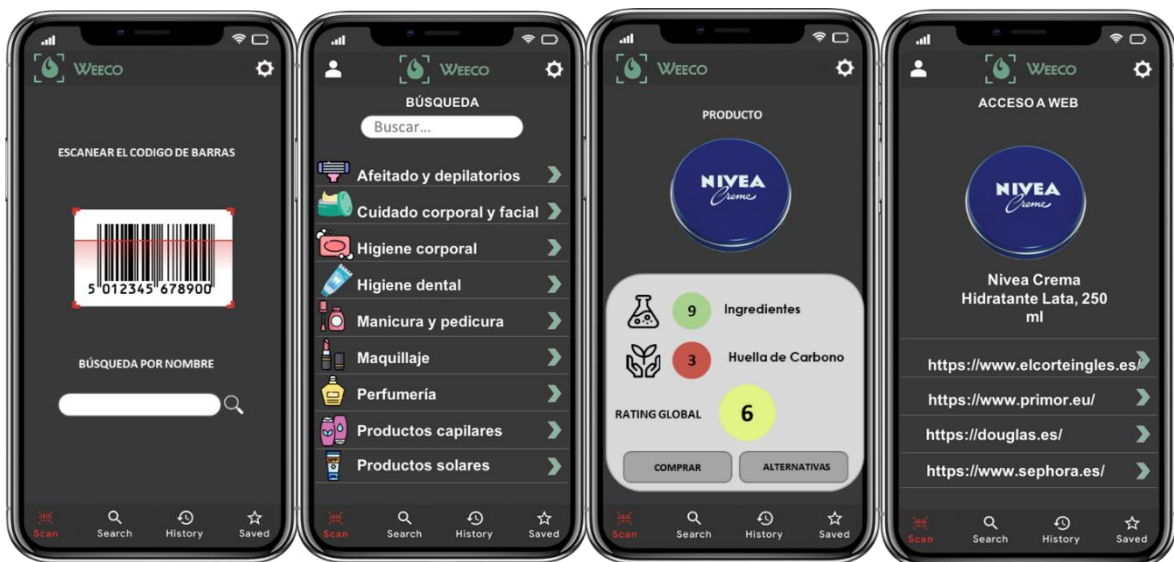 WEECO
ESCANEAR EL CODIGO DE BARRAS
5 012345 678900
BÚSQUEDA POR NOMBRE
Scan
Search
History
Saved
WEECO
BÚSQUEDA
Buscar...
Afeitado y depilatorios
Cuidado corporal y facial
Higiene corporal
Higiene dental
Manicura y pedicura
Maquillaje
Perfumería
Productos capilares
Productos solares
Scan
Search
History
Saved
WEECO
PRODUCTO
NIVEA
Creme
9 Ingredientes
3 Huella de Carbono
RATING GLOBAL 6
COMPRAR ALTERNATIVAS
Scan
Search
History
Saved
WEECO
ACCESO A WEB
NIVEA
Creme
Nivea Crema
Hidratante Lata, 250
ml
https://www.elcorteingles.es/
https://www.primor.eu/
https://douglas.es/
https://www.sephora.es/
Scan
Search
History
Saved